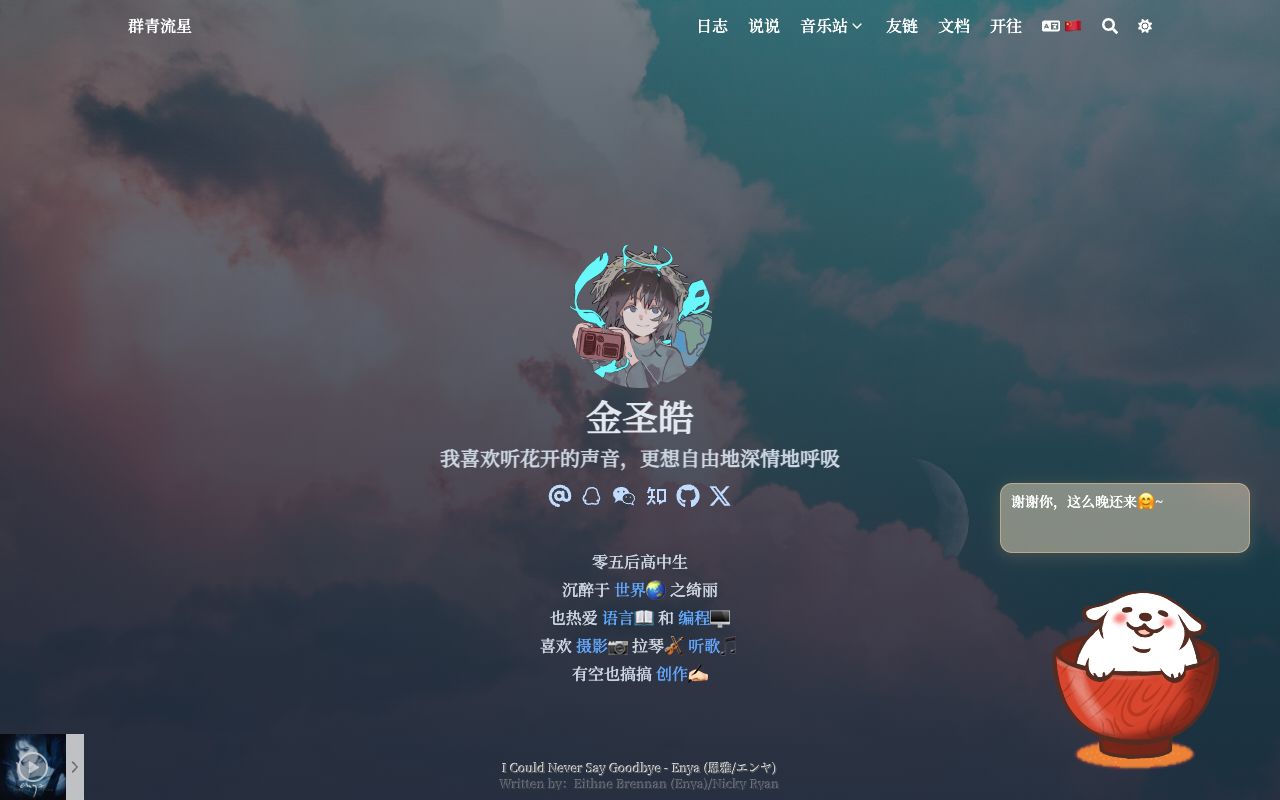 群青流星
日志 说说 音乐站 友链 文档 开往
金圣皓
我喜欢听花开的声音，更想自由地深情地呼吸
知
谢谢你，这么晚还来🤗~
零五后高中生
沉醉于 世界🌏 之绮丽
也热爱 语言📖 和 编程🖥️
喜欢 摄影📷 拉琴🎻 听歌🎵
有空也搞搞 创作✍🏻
I Could Never Say Goodbye - Enya (恩雅/エンヤ)
Written by: Eithne Brennan (Enya)/Nicky Ryan
enya